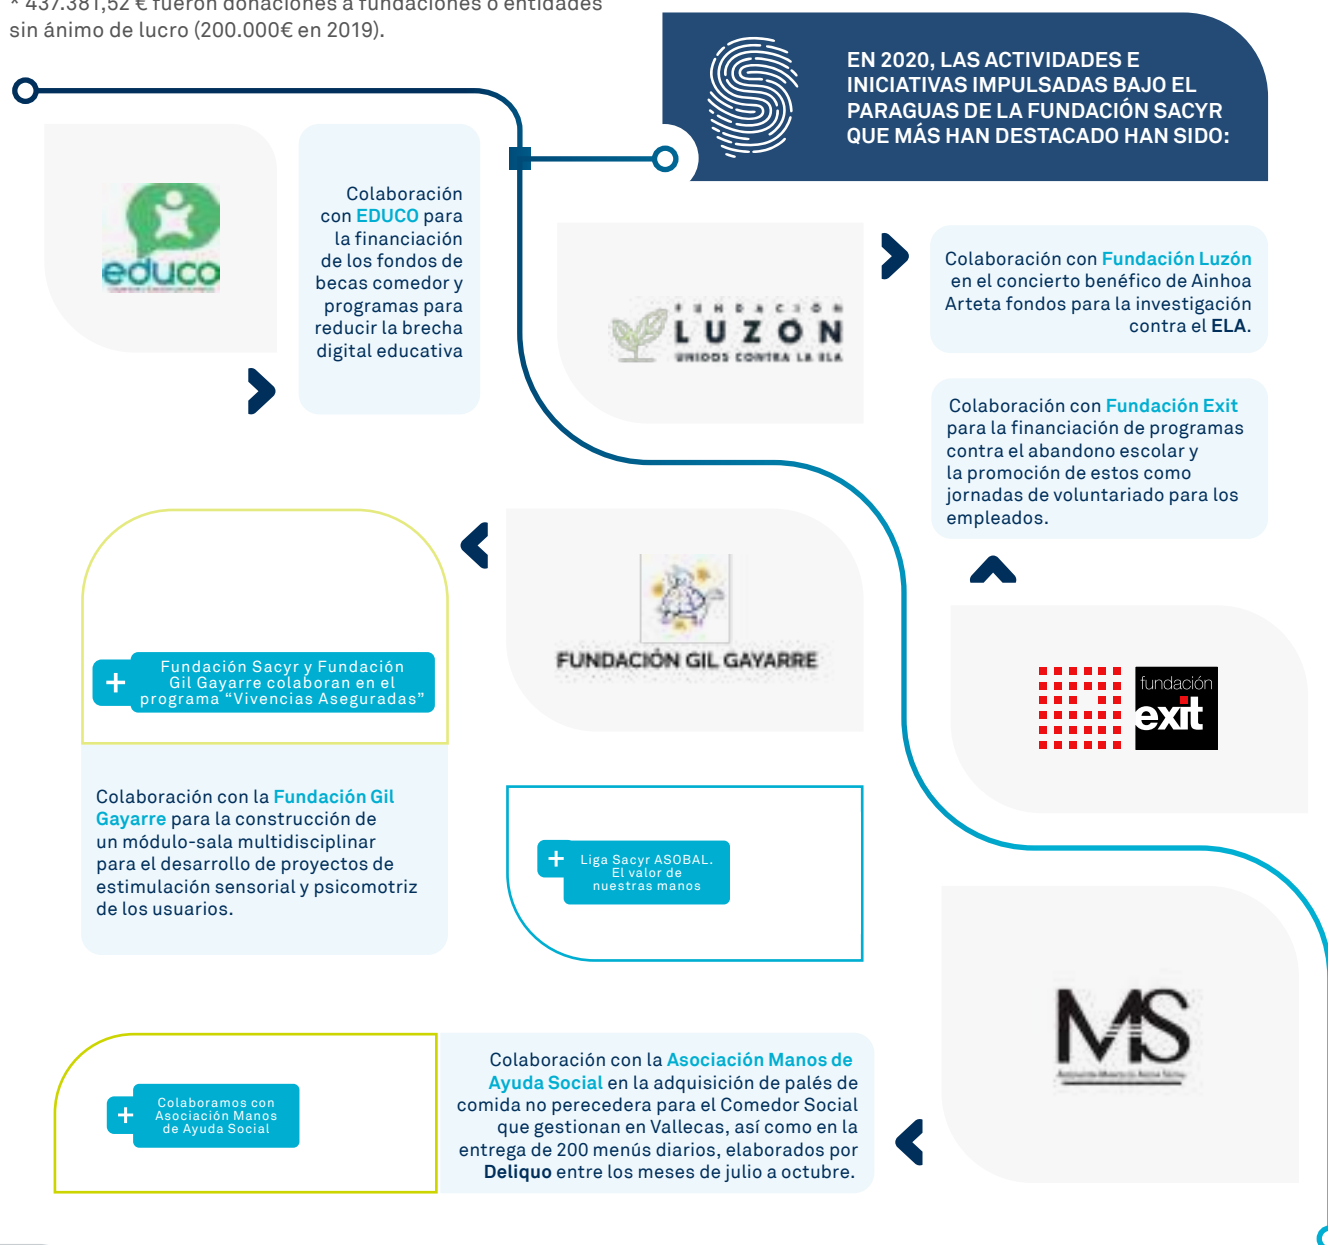 * 437.381,52 € fueron donaciones a fundaciones o entidades
sin ánimo de lucro (200.000€ en 2019).
EN 2020, LAS ACTIVIDADES E
INICIATIVAS IMPULSADAS BAJO EL
PARAGUAS DE LA FUNDACIÓN SACYR
QUE MÁS HAN DESTACADO HAN SIDO:
educo
Colaboración
con EDUCO para
la financiación
de los fondos de
becas comedor y
programas para
reducir la brecha
digital educativa
FUNDACIÓN
LUZÓN
UNIDOS CONTRA LA ELA
Colaboración con Fundación Luzón
en el concierto benéfico de Ainhoa
Arteta fondos para la investigación
contra el ELA.
Colaboración con Fundación Exit
para la financiación de programas
contra el abandono escolar y
la promoción de estos como
jornadas de voluntariado para los
empleados.
fundación
exit
FUNDACIÓN GIL GAYARRE
+
Fundación Sacyr y Fundación
Gil Gayarre colaboran en el
programa “Vivencias Aseguradas”
Colaboración con la Fundación Gil
Gayarre para la construcción de
un módulo-sala multidisciplinar
para el desarrollo de proyectos de
estimulación sensorial y psicomotriz
de los usuarios.
+
Liga Sacyr ASOBAL.
El valor de
nuestras manos
MS
Asociación Manos de Ayuda Social
+
Colaboramos con
Asociación Manos
de Ayuda Social
Colaboración con la Asociación Manos de
Ayuda Social en la adquisición de palés de
comida no perecedera para el Comedor Social
que gestionan en Vallecas, así como en la
entrega de 200 menús diarios, elaborados por
Deliquo entre los meses de julio a octubre.